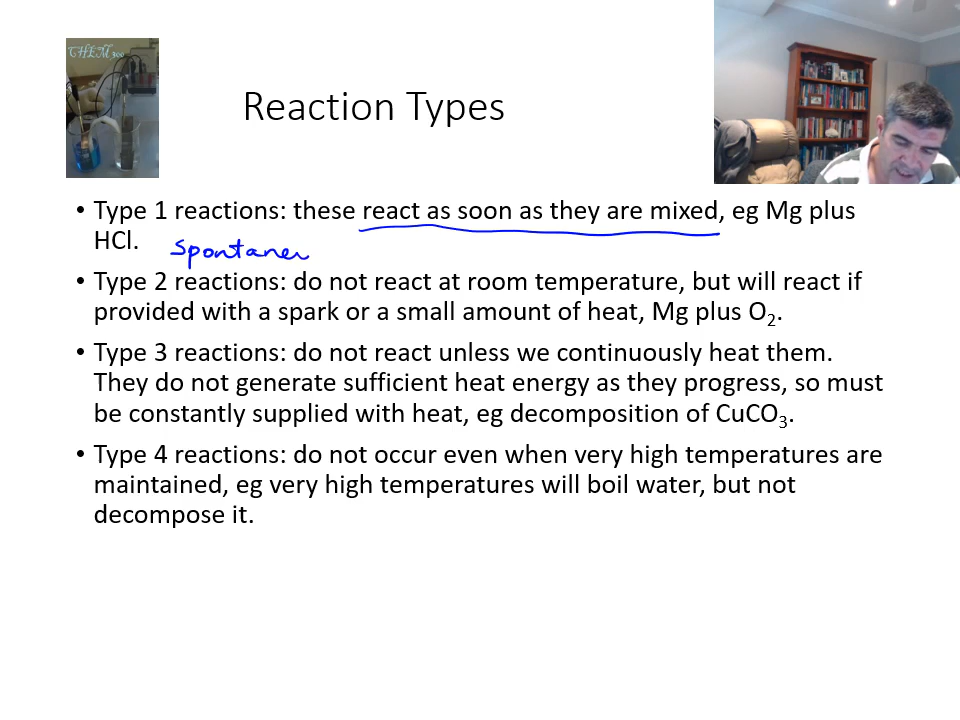 CHEM 300
Reaction Types
• Type 1 reactions: these react as soon as they are mixed, eg Mg plus
HCl.
spontaneu
• Type 2 reactions: do not react at room temperature, but will react if
provided with a spark or a small amount of heat, Mg plus O₂.
• Type 3 reactions: do not react unless we continuously heat them.
They do not generate sufficient heat energy as they progress, so must
be constantly supplied with heat, eg decomposition of CuCO₃.
• Type 4 reactions: do not occur even when very high temperatures are
maintained, eg very high temperatures will boil water, but not
decompose it.